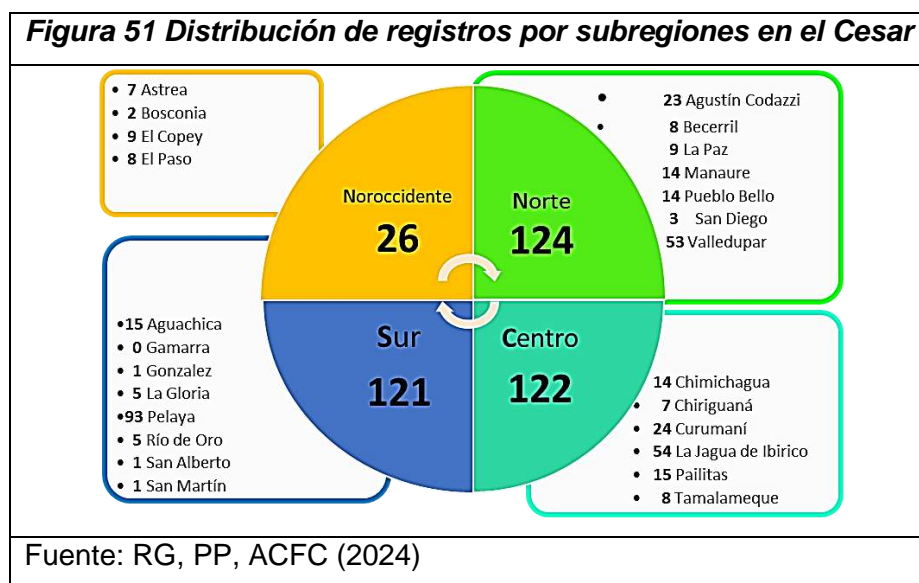 Figura 51 Distribución de registros por subregiones en el Cesar
• 7 Astrea
• 2 Bosconia
• 9 El Copey
• 8 El Paso
Noroccidente
26
Norte
124
• 23 Agustín Codazzi
• 8 Becerril
9 La Paz
14 Manaure
14 Pueblo Bello
3 San Diego
53 Valledupar
•15 Aguachica
• 0 Gamarra
• 1 Gonzalez
• 5 La Gloria
•93 Pelaya
• 5 Río de Oro
• 1 San Alberto
• 1 San Martín
Sur
121
Centro
122
14 Chimichagua
• 7 Chiriguaná
• 24 Curumaní
• 54 La Jagua de Ibirico
• 15 Pailitas
• 8 Tamalameque
Fuente: RG, PP, ACFC (2024)